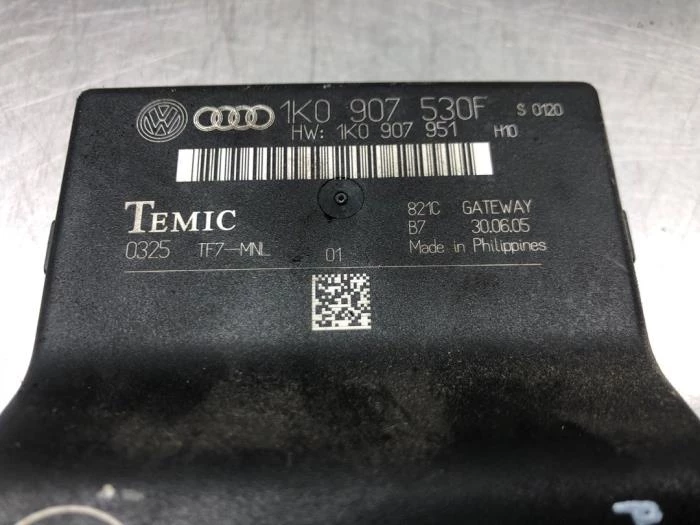 VW 1K0 907 530F S 0120
HW: 1K0 907 951 H10
TEMIC 821C GATEWAY
B7 30.06.05
0325 TF7-MNL 01 Made in Philippines
P